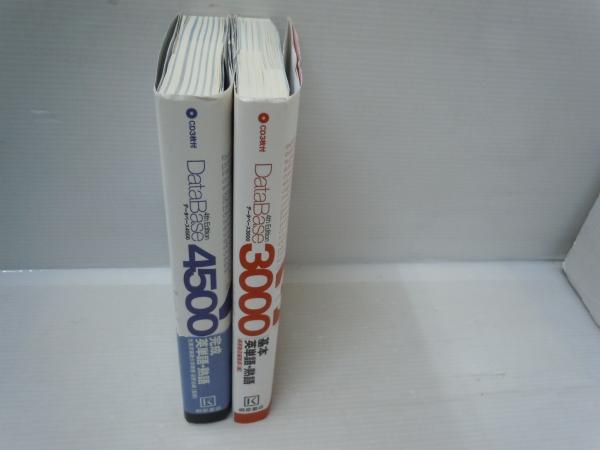 CD3枚付
DataBase
4th Edition
データベース4500
4500
完成
英単語・熟語
桐原書店
CD3枚付
DataBase
4th Edition
データベース3000
3000
基本
英単語・熟語
桐原書店